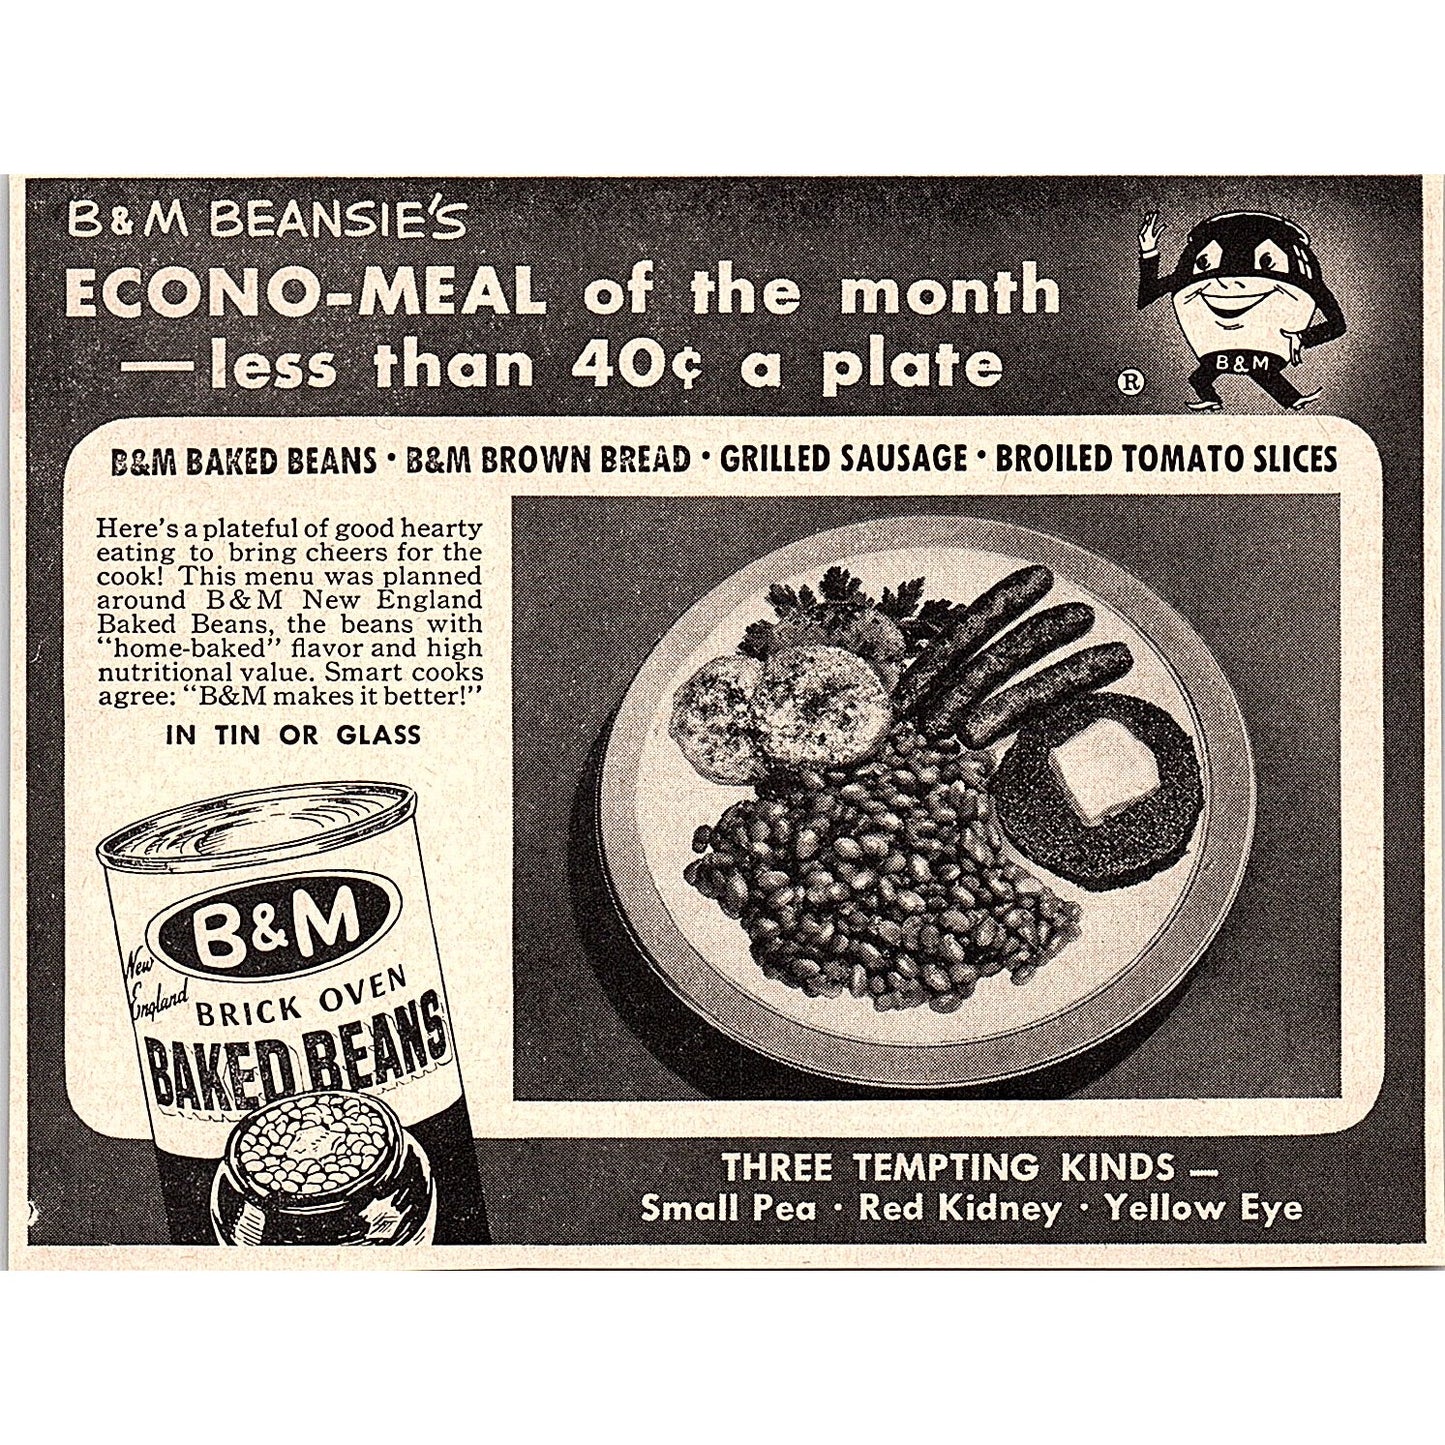 B & M BEANSIE'S
ECONO-MEAL of the month
—less than 40¢ a plate
®
B & M
B&M BAKED BEANS · B&M BROWN BREAD · GRILLED SAUSAGE · BROILED TOMATO SLICES
Here's a plateful of good hearty
eating to bring cheers for the
cook! This menu was planned
around B & M New England
Baked Beans, the beans with
“home-baked” flavor and high
nutritional value. Smart cooks
agree: “B&M makes it better!”
IN TIN OR GLASS
B&M
New
England
BRICK OVEN
BAKED BEANS
THREE TEMPTING KINDS —
Small Pea · Red Kidney · Yellow Eye